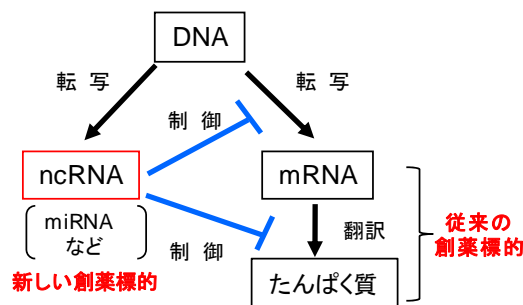 DNA
転 写
転 写
制 御
ncRNA
mRNA
miRNA
など
制 御
翻訳
従来の
創薬標的
新しい創薬標的
たんぱく質